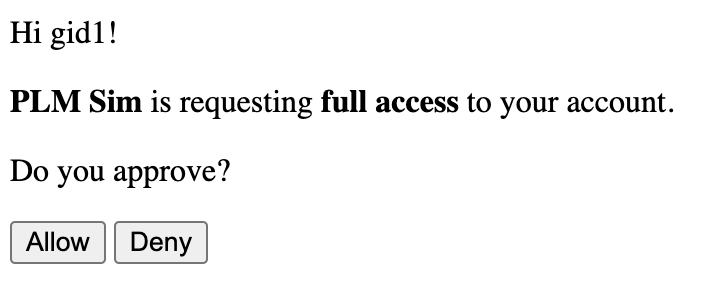 Hi gid1!
PLM Sim is requesting full access to your account.
Do you approve?
Allow Deny